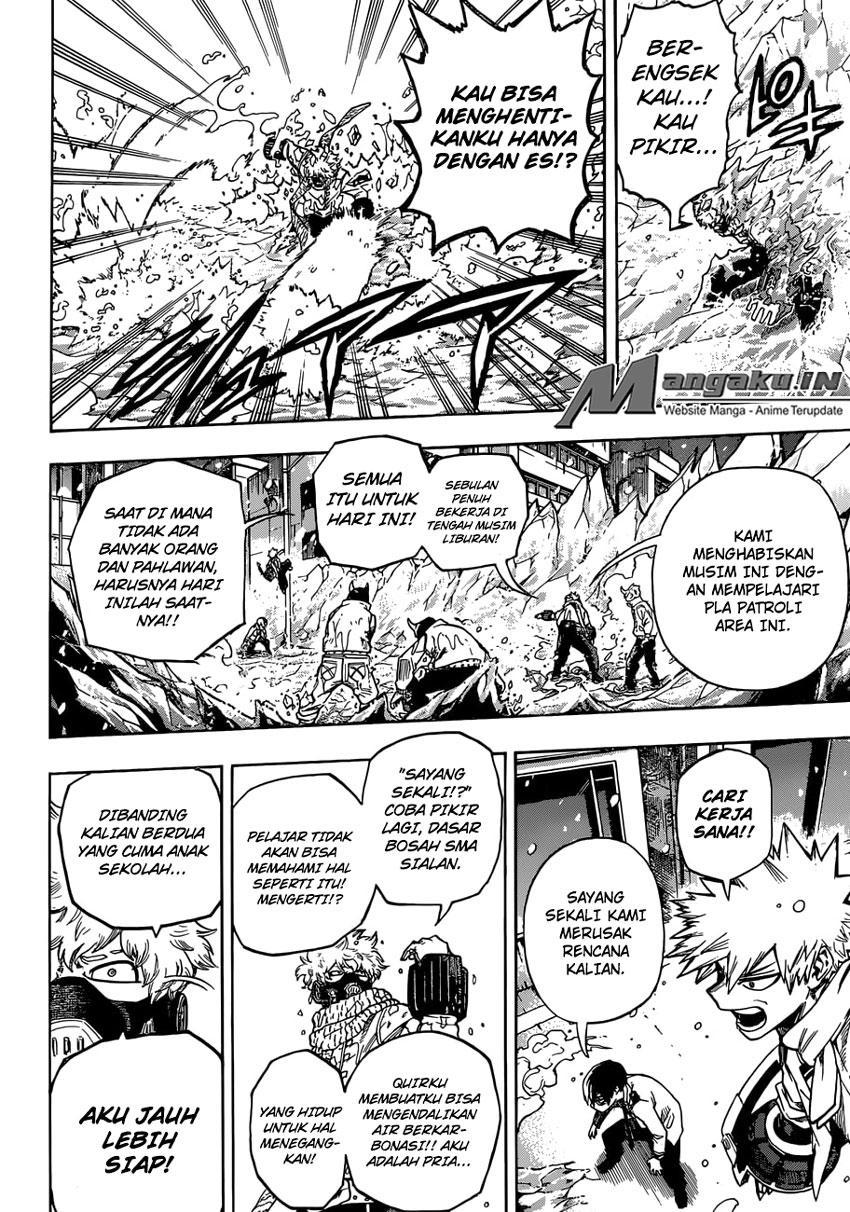 BER-
ENGSEK
KAU...!
KAU
PIKIR...
KAU BISA
MENGHENTI-
KANKU HANYA
DENGAN ES!?
Mangaku.IN
Website Manga - Anime Terupdate
KAMI
MENGHABISKAN
MUSIM INI DENG-
AN MEMPELAJARI
PLA PATROLI
AREA INI.
SEBULAN
PENUH
BEKERJA DI
TENGAH MUSIM
LIBURAN!
SEMUA
ITU UNTUK
HARI INI!
SAAT DI MANA
TIDAK ADA
BANYAK ORANG
DAN PAHLAWAN,
HARUSNYA HARI
INILAH SAAT-
NYA!!
CARI
KERJA
SANA!!
SAYANG
SEKALI KAMI
MERUSAK
RENCANA
KALIAN.
"SAYANG
SEKALI!?"
COBA PIKIR
LAGI, DASAR
BOSAH SMA
SIALAN.
PELAJAR TIDAK
AKAN BISA
MEMAHAMI HAL
SEPERTI ITU!
MENGERTI!?
QUIRKU
MEMBUATKU BISA
MENGENDALIKAN
AIR BERKAR-
BONASI!! AKU
ADALAH PRIA...
YANG HIDUP
UNTUK HAL
MENEGANG-
KAN!
DIBANDING
KALIAN BERDUA
YANG CUMA ANAK
SEKOLAH...
AKU JAUH
LEBIH
SIAP!